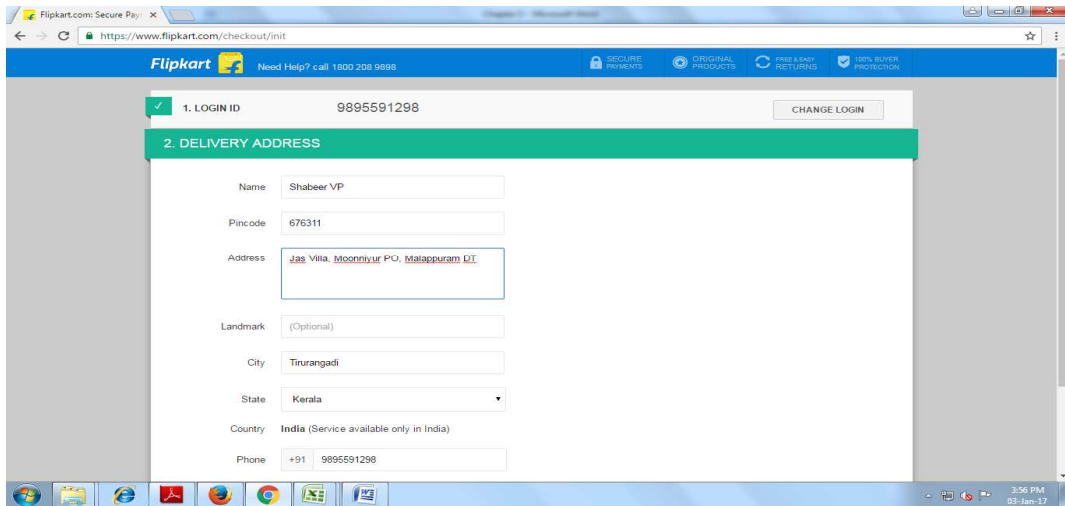 Flipkart.com: Secure Pay
https://www.flipkart.com/checkout/init
Flipkart Need Help? call 1800 208 9898 SECURE PAYMENTS ORIGINAL PRODUCTS FREE & EASY RETURNS 100% BUYER PROTECTION
1. LOGIN ID 9895591298 CHANGE LOGIN
2. DELIVERY ADDRESS
Name Shabeer VP
Pincode 676311
Address Jas Villa, Moonniyur PO, Malappuram DT
Landmark (Optional)
City Tirurangadi
State Kerala
Country India (Service available only in India)
Phone +91 9895591298
3:56 PM
03-Jan-17